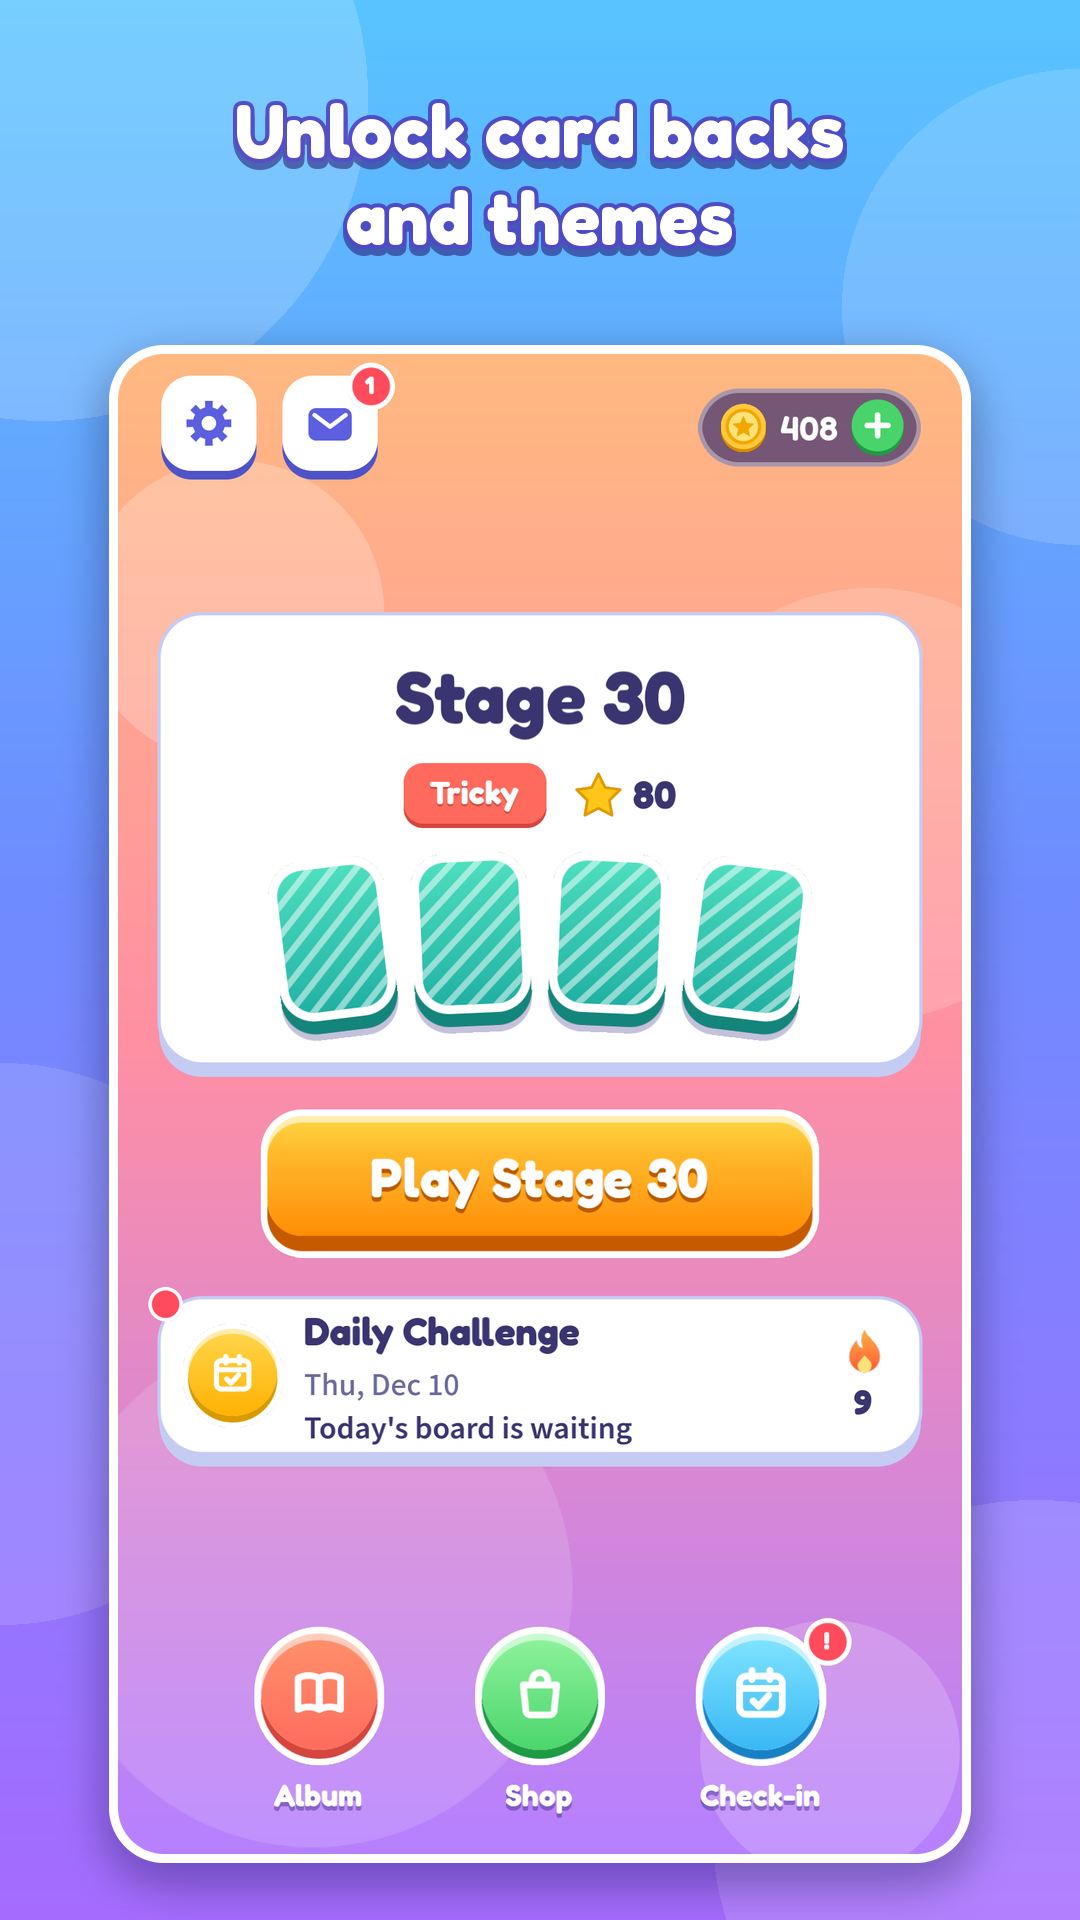 Unlock card backs
and themes
1
408
Stage 30
Tricky
80
Play Stage 30
Daily Challenge
Thu, Dec 10
Today's board is waiting
9
!
Album
Shop
Check-in